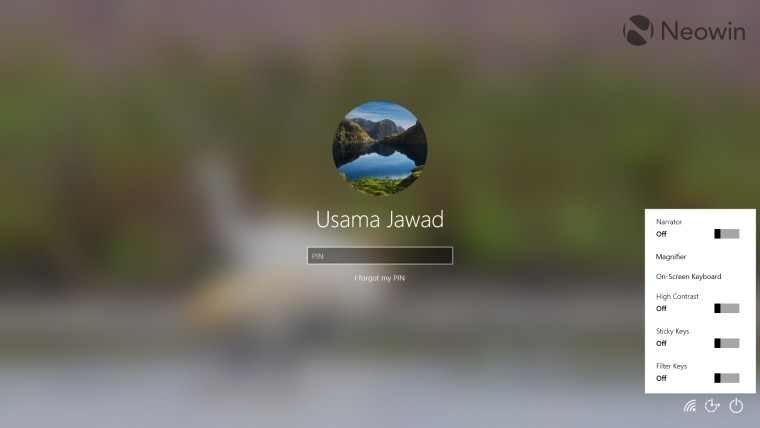 Neowin
Usama Jawad
PIN
I forgot my PIN
Narrator
Off
Magnifier
On-Screen Keyboard
High Contrast
Off
Sticky Keys
Off
Filter Keys
Off